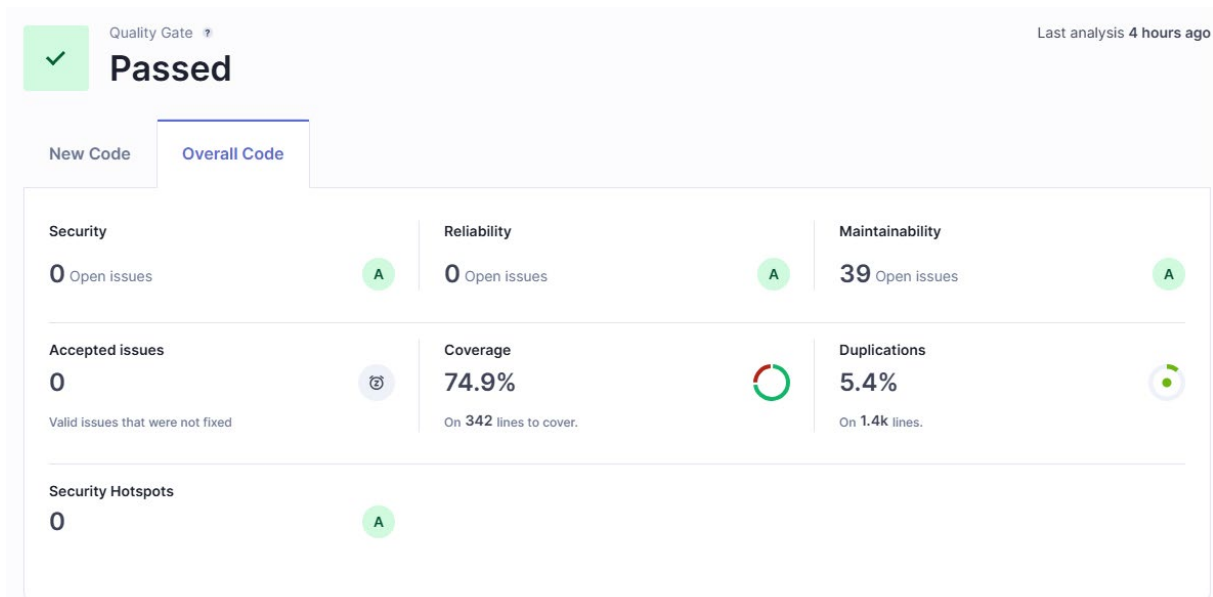 Quality Gate ?
Last analysis 4 hours ago
Passed
New Code
Overall Code
Security
0 Open issues
A
Reliability
0 Open issues
A
Maintainability
39 Open issues
A
Accepted issues
0
Valid issues that were not fixed
Coverage
74.9%
On 342 lines to cover.
Duplications
5.4%
On 1.4k lines.
Security Hotspots
0
A